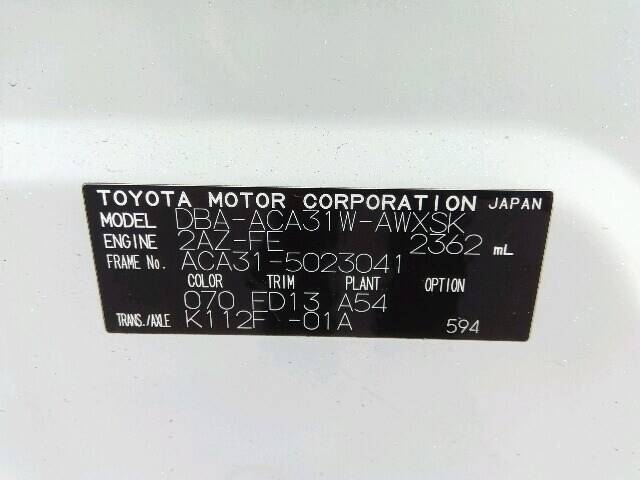 TOYOTA MOTOR CORPORATION JAPAN
MODEL DBA-ACA31W-AWXSK
ENGINE 2AZ-FE 2362 mL
FRAME No. ACA31-5023041
COLOR TRIM PLANT OPTION
070 FD13 A54
TRANS./AXLE K112F -01A 594